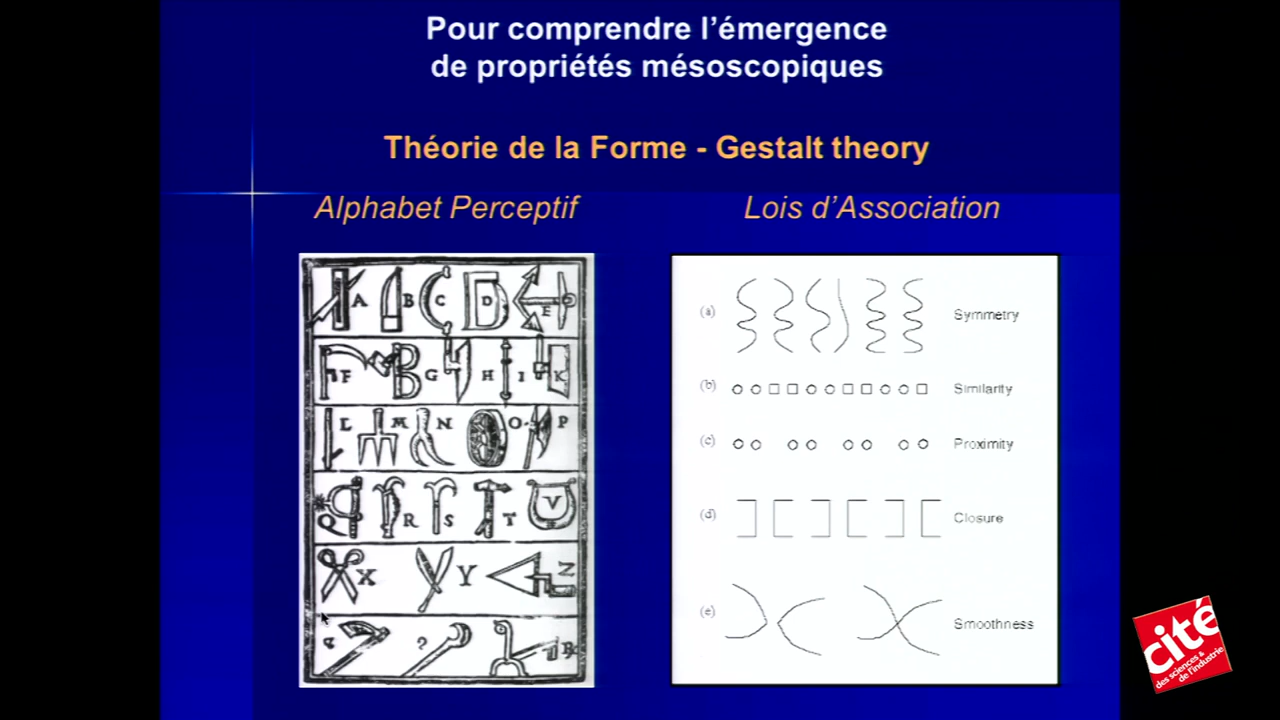 Pour comprendre l'émergence
de propriétés mésoscopiques
Théorie de la Forme - Gestalt theory
Alphabet Perceptif
Lois d'Association
A B C D E
F B G H I K
L M N O P
Q R S T V
X Y Z
?
(a) Symmetry
(b) Similarity
(c) Proximity
(d) Closure
(e) Smoothness
cité
des sciences &
de l'industrie